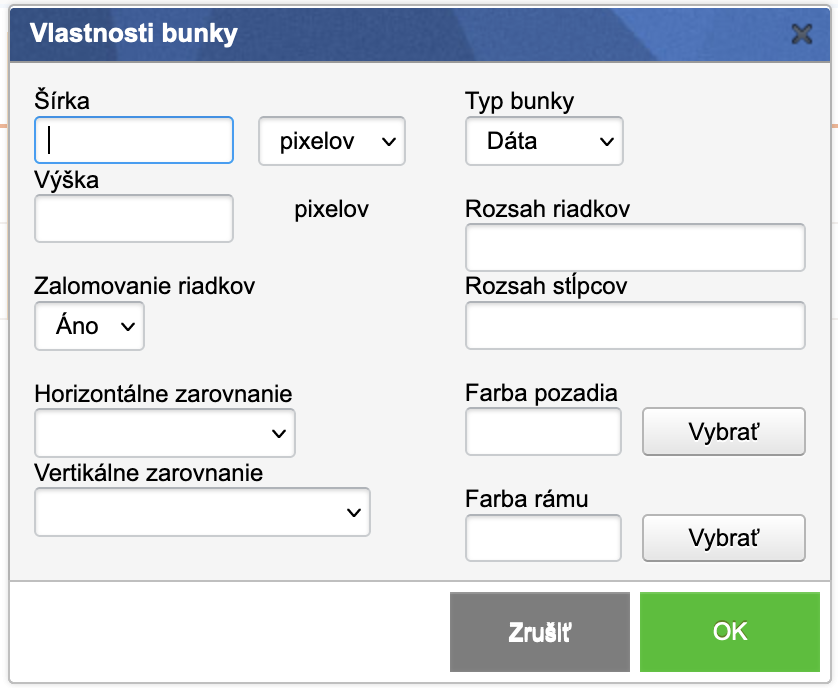 Vlastnosti bunky
Šírka
pixelov
Výška
pixelov
Zalomovanie riadkov
Áno
Horizontálne zarovnanie
Vertikálne zarovnanie
Typ bunky
Dáta
Rozsah riadkov
Rozsah stĺpcov
Farba pozadia
Vybrať
Farba rámu
Vybrať
Zrušiť
OK